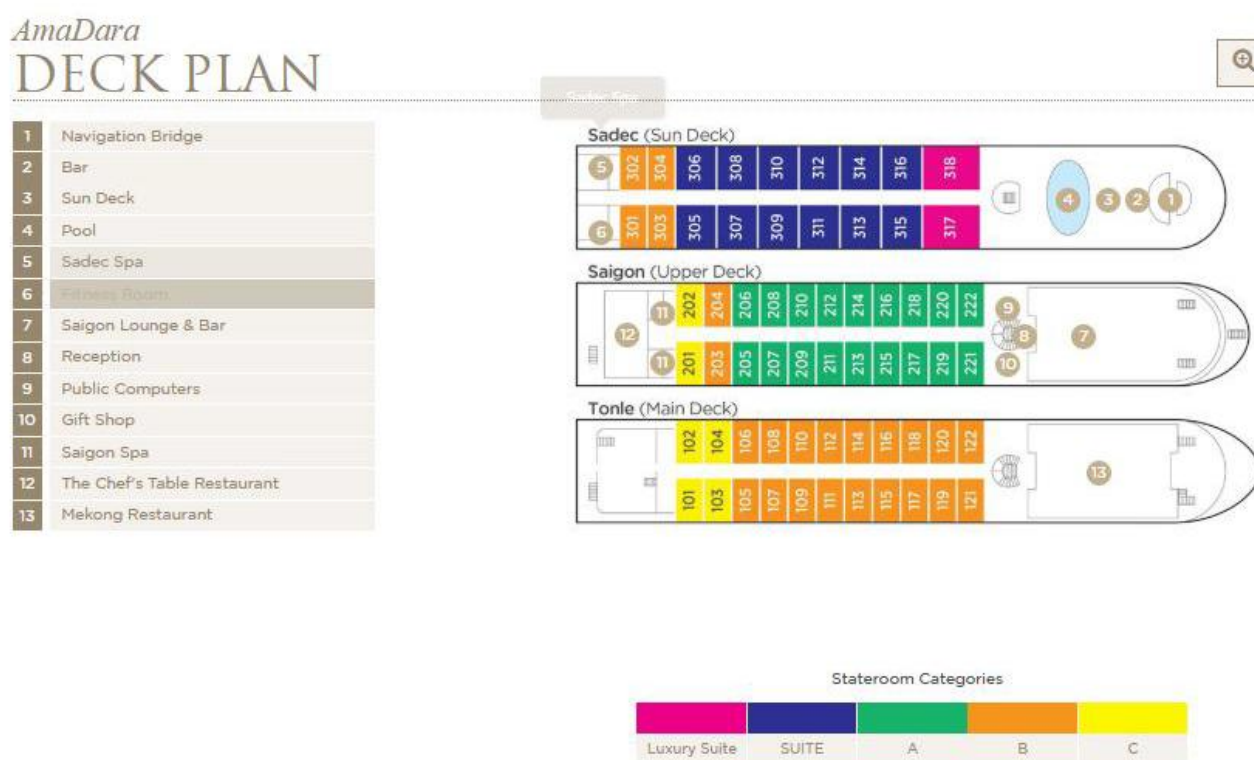 AmaDara
DECK PLAN
Sadec Spa
1 Navigation Bridge
2 Bar
3 Sun Deck
4 Pool
5 Sadec Spa
6 Fitness Room
7 Saigon Lounge & Bar
8 Reception
9 Public Computers
10 Gift Shop
11 Saigon Spa
12 The Chef's Table Restaurant
13 Mekong Restaurant
Sadec (Sun Deck)
5 302 304 306 308 310 312 314 316 318
4 3 2 1
6 301 303 305 307 309 311 313 315 317
Saigon (Upper Deck)
11 202 204 206 208 210 212 214 216 218 220 222 9
12 8 7
11 201 203 205 207 209 211 213 215 217 219 221 10
Tonle (Main Deck)
102 104 106 108 110 112 114 116 118 120 122
13
101 103 105 107 109 111 113 115 117 119 121
Stateroom Categories
Luxury Suite SUITE A B C